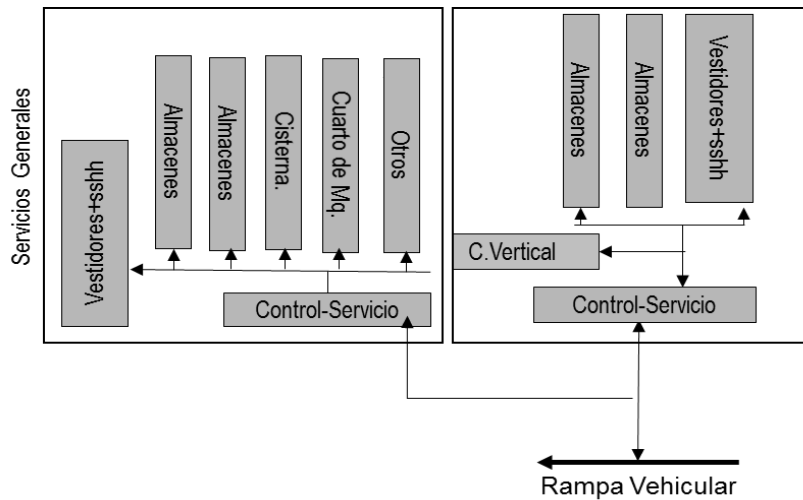 Servicios Generales
Vestidores+sshh
Almacenes
Almacenes
Cisterna.
Cuarto de Mq.
Otros
Control-Servicio
Almacenes
Almacenes
Vestidores+sshh
C.Vertical
Control-Servicio
Rampa Vehicular